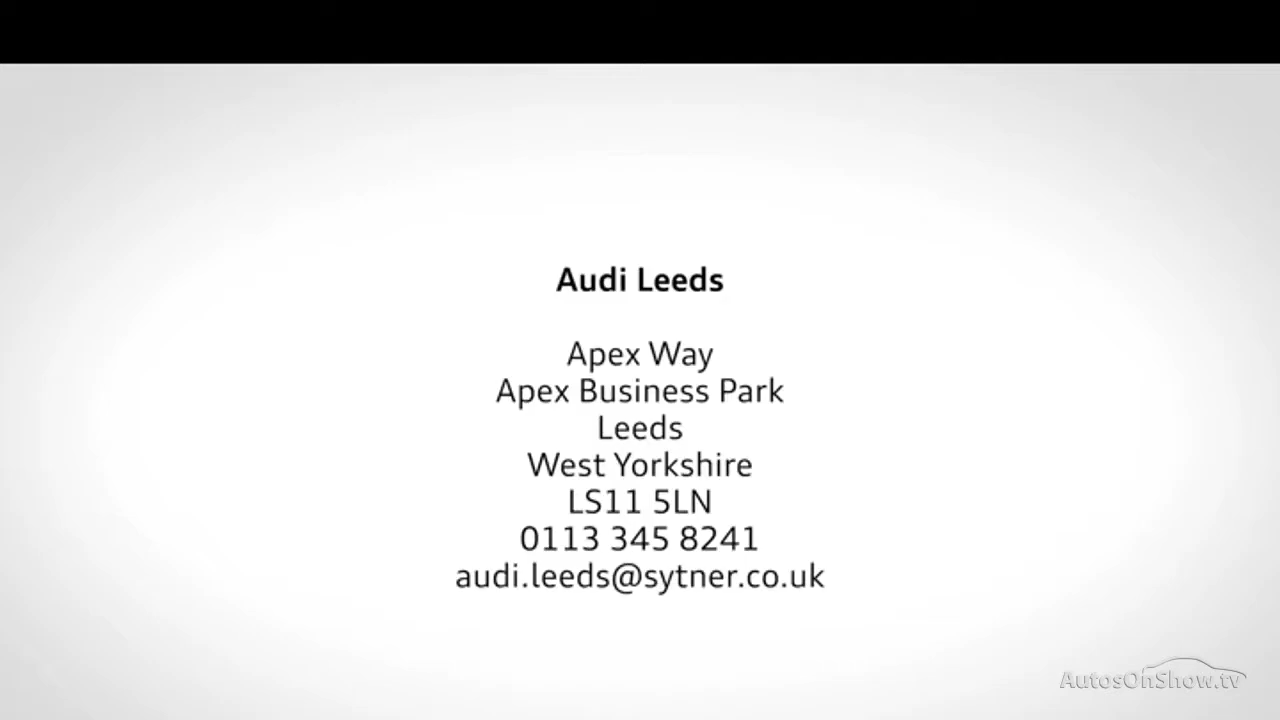 Audi Leeds
Apex Way
Apex Business Park
Leeds
West Yorkshire
LS11 5LN
0113 345 8241
audi.leeds@sytner.co.uk
AutosOnShow.tv